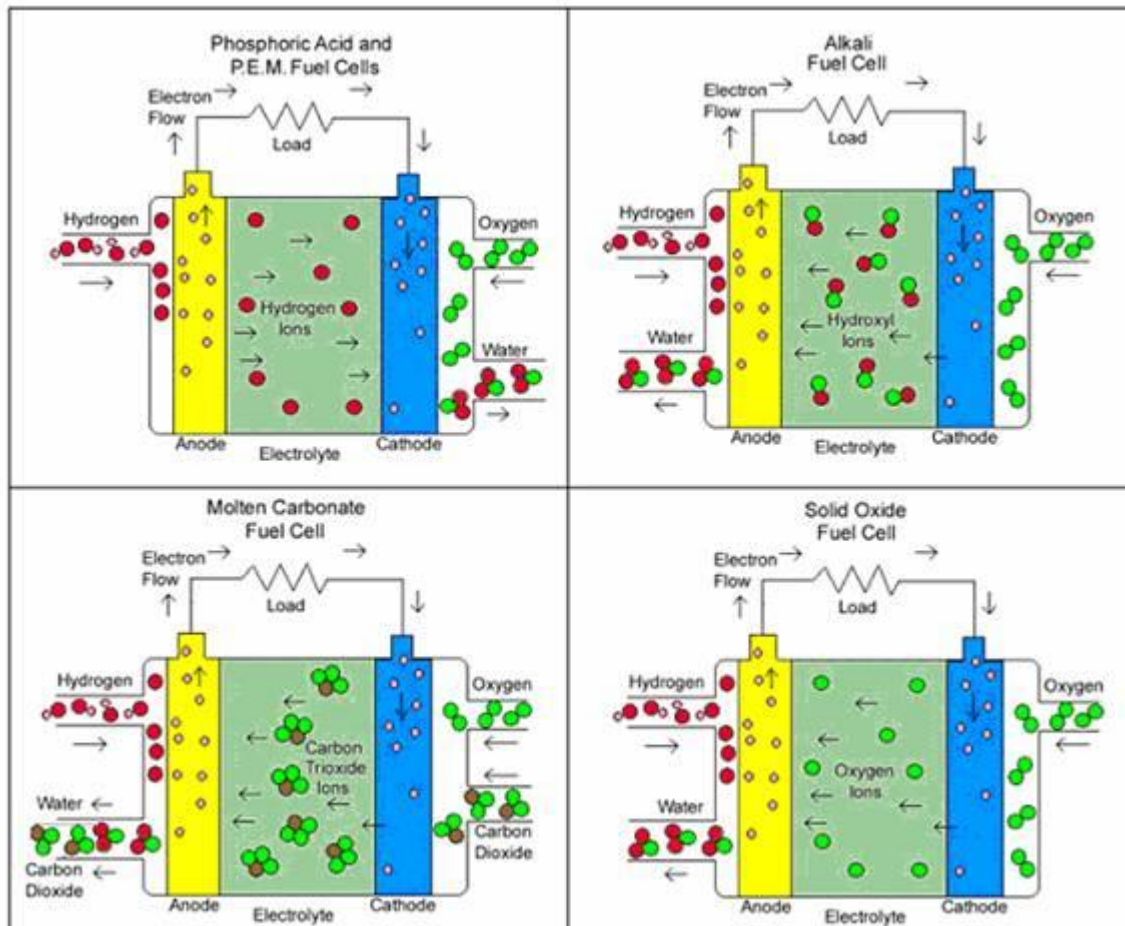 Phosphoric Acid and
P.E.M. Fuel Cells
Electron
Flow
Load
Hydrogen
Oxygen
Hydrogen
Ions
Water
Anode
Cathode
Electrolyte
Alkali
Fuel Cell
Electron
Flow
Load
Hydrogen
Oxygen
Water
Hydroxyl
Ions
Anode
Cathode
Electrolyte
Molten Carbonate
Fuel Cell
Electron
Flow
Load
Hydrogen
Oxygen
Carbon
Trioxide
Ions
Water
Carbon
Dioxide
Carbon
Dioxide
Anode
Cathode
Electrolyte
Solid Oxide
Fuel Cell
Electron
Flow
Load
Hydrogen
Oxygen
Oxygen
Ions
Water
Anode
Cathode
Electrolyte